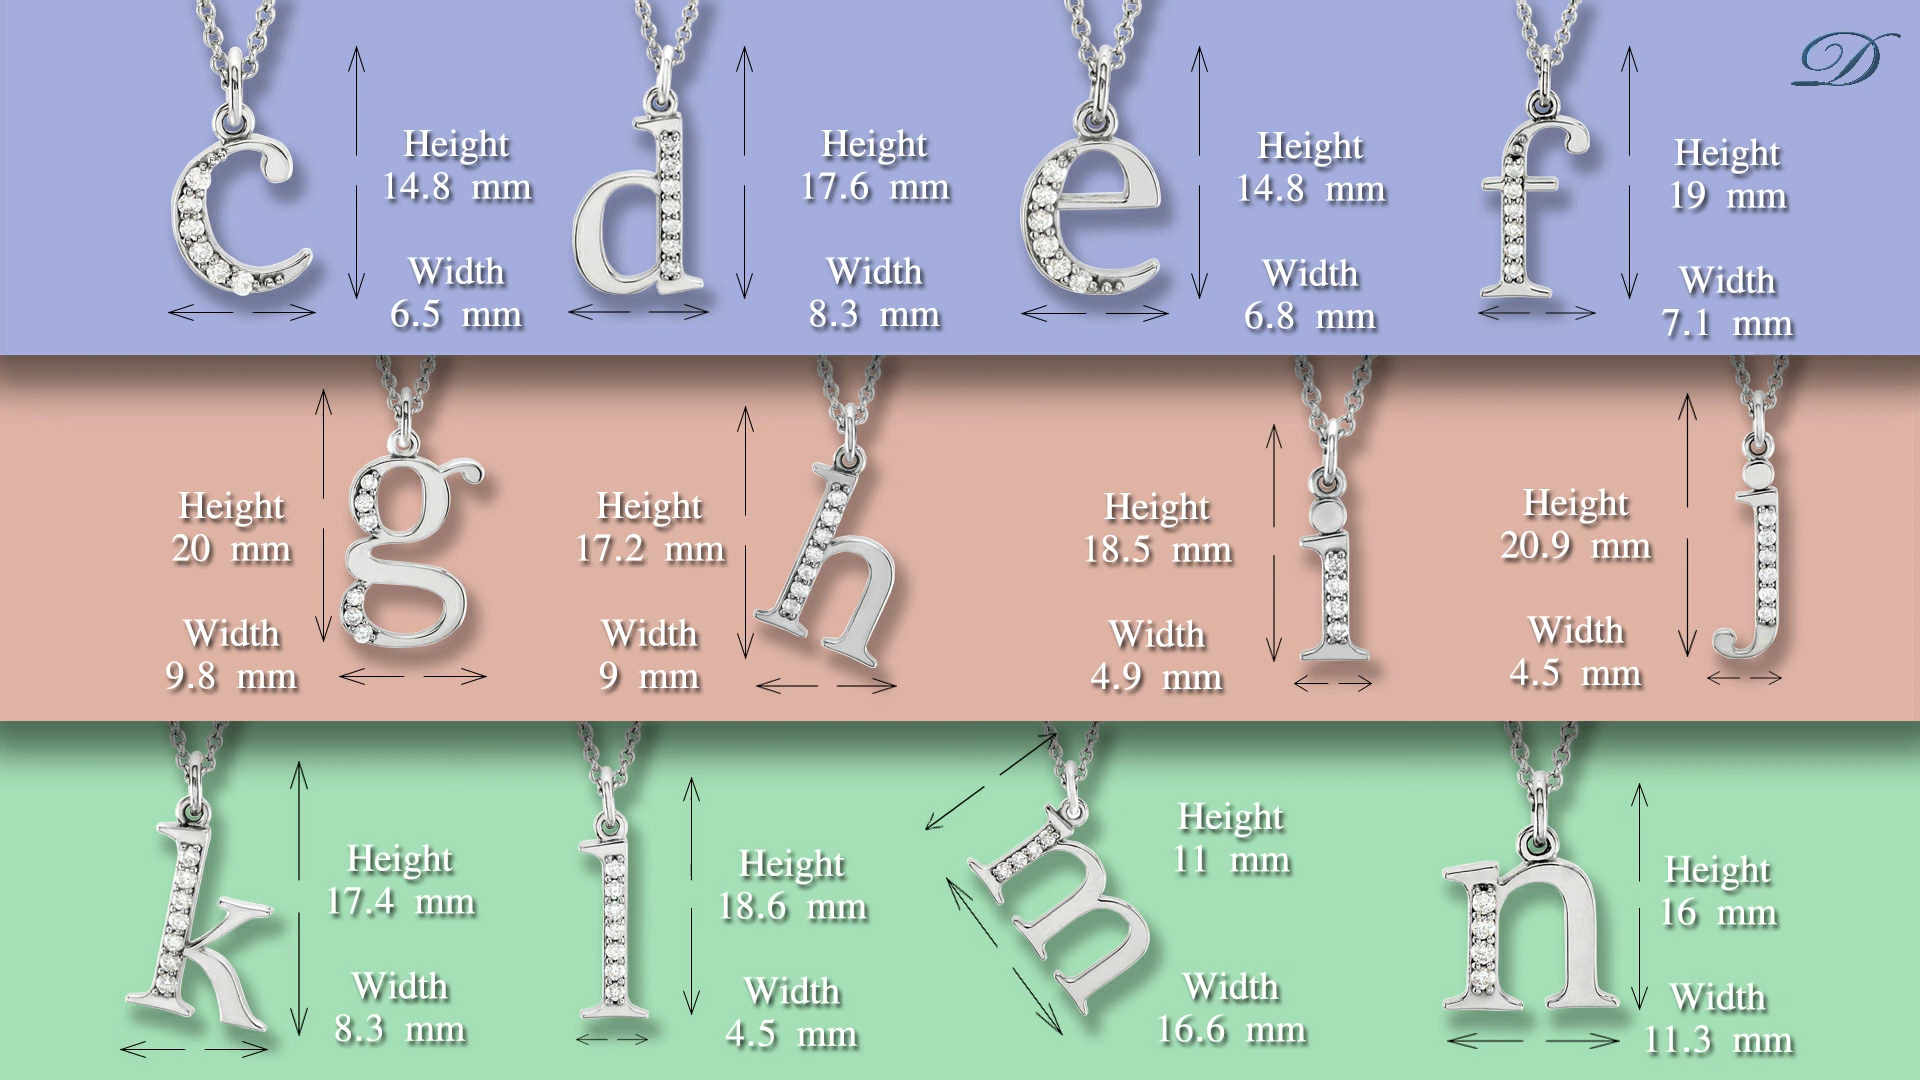 D
c
Height
14.8 mm
Width
6.5 mm
d
Height
17.6 mm
Width
8.3 mm
e
Height
14.8 mm
Width
6.8 mm
f
Height
19 mm
Width
7.1 mm
g
Height
20 mm
Width
9.8 mm
h
Height
17.2 mm
Width
9 mm
i
Height
18.5 mm
Width
4.9 mm
j
Height
20.9 mm
Width
4.5 mm
k
Height
17.4 mm
Width
8.3 mm
l
Height
18.6 mm
Width
4.5 mm
m
Height
11 mm
Width
16.6 mm
n
Height
16 mm
Width
11.3 mm